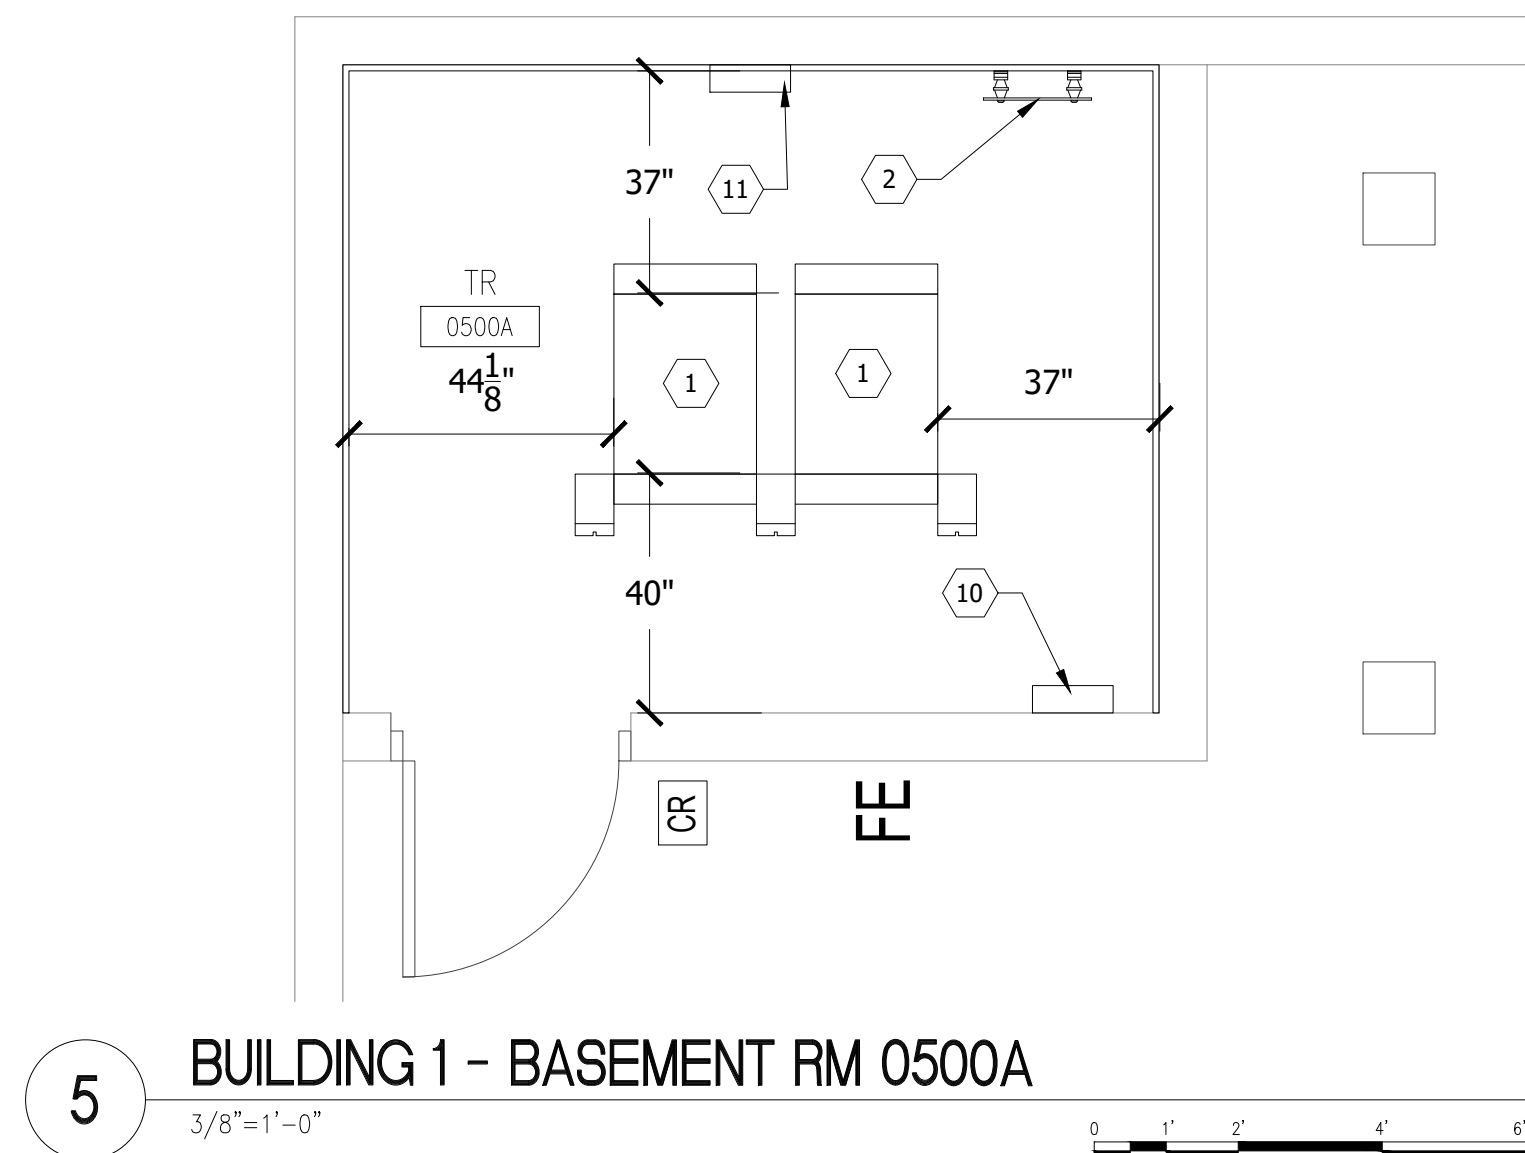 37"
11
2
TR
0500A
44 1/8"
1
1
37"
40"
10
CR
FE
5
BUILDING 1 - BASEMENT RM 0500A
3/8"=1'-0"
0 1' 2' 4' 6'